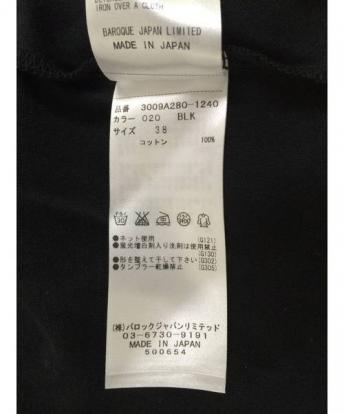 IRON OVER A CLOTH
BAROQUE JAPAN LIMITED
MADE IN JAPAN
品番 3009A280-1240
カラー 020 BLK
サイズ 38
コットン 100%
●ネット使用 (G121)
●蛍光増白剤入り洗剤は使用禁止
(G130)
●形を整えて干して下さい (G302)
●タンブラー乾燥禁止 (G305)
(株)バロックジャパンリミテッド
03-6730-9191
MADE IN JAPAN
500654